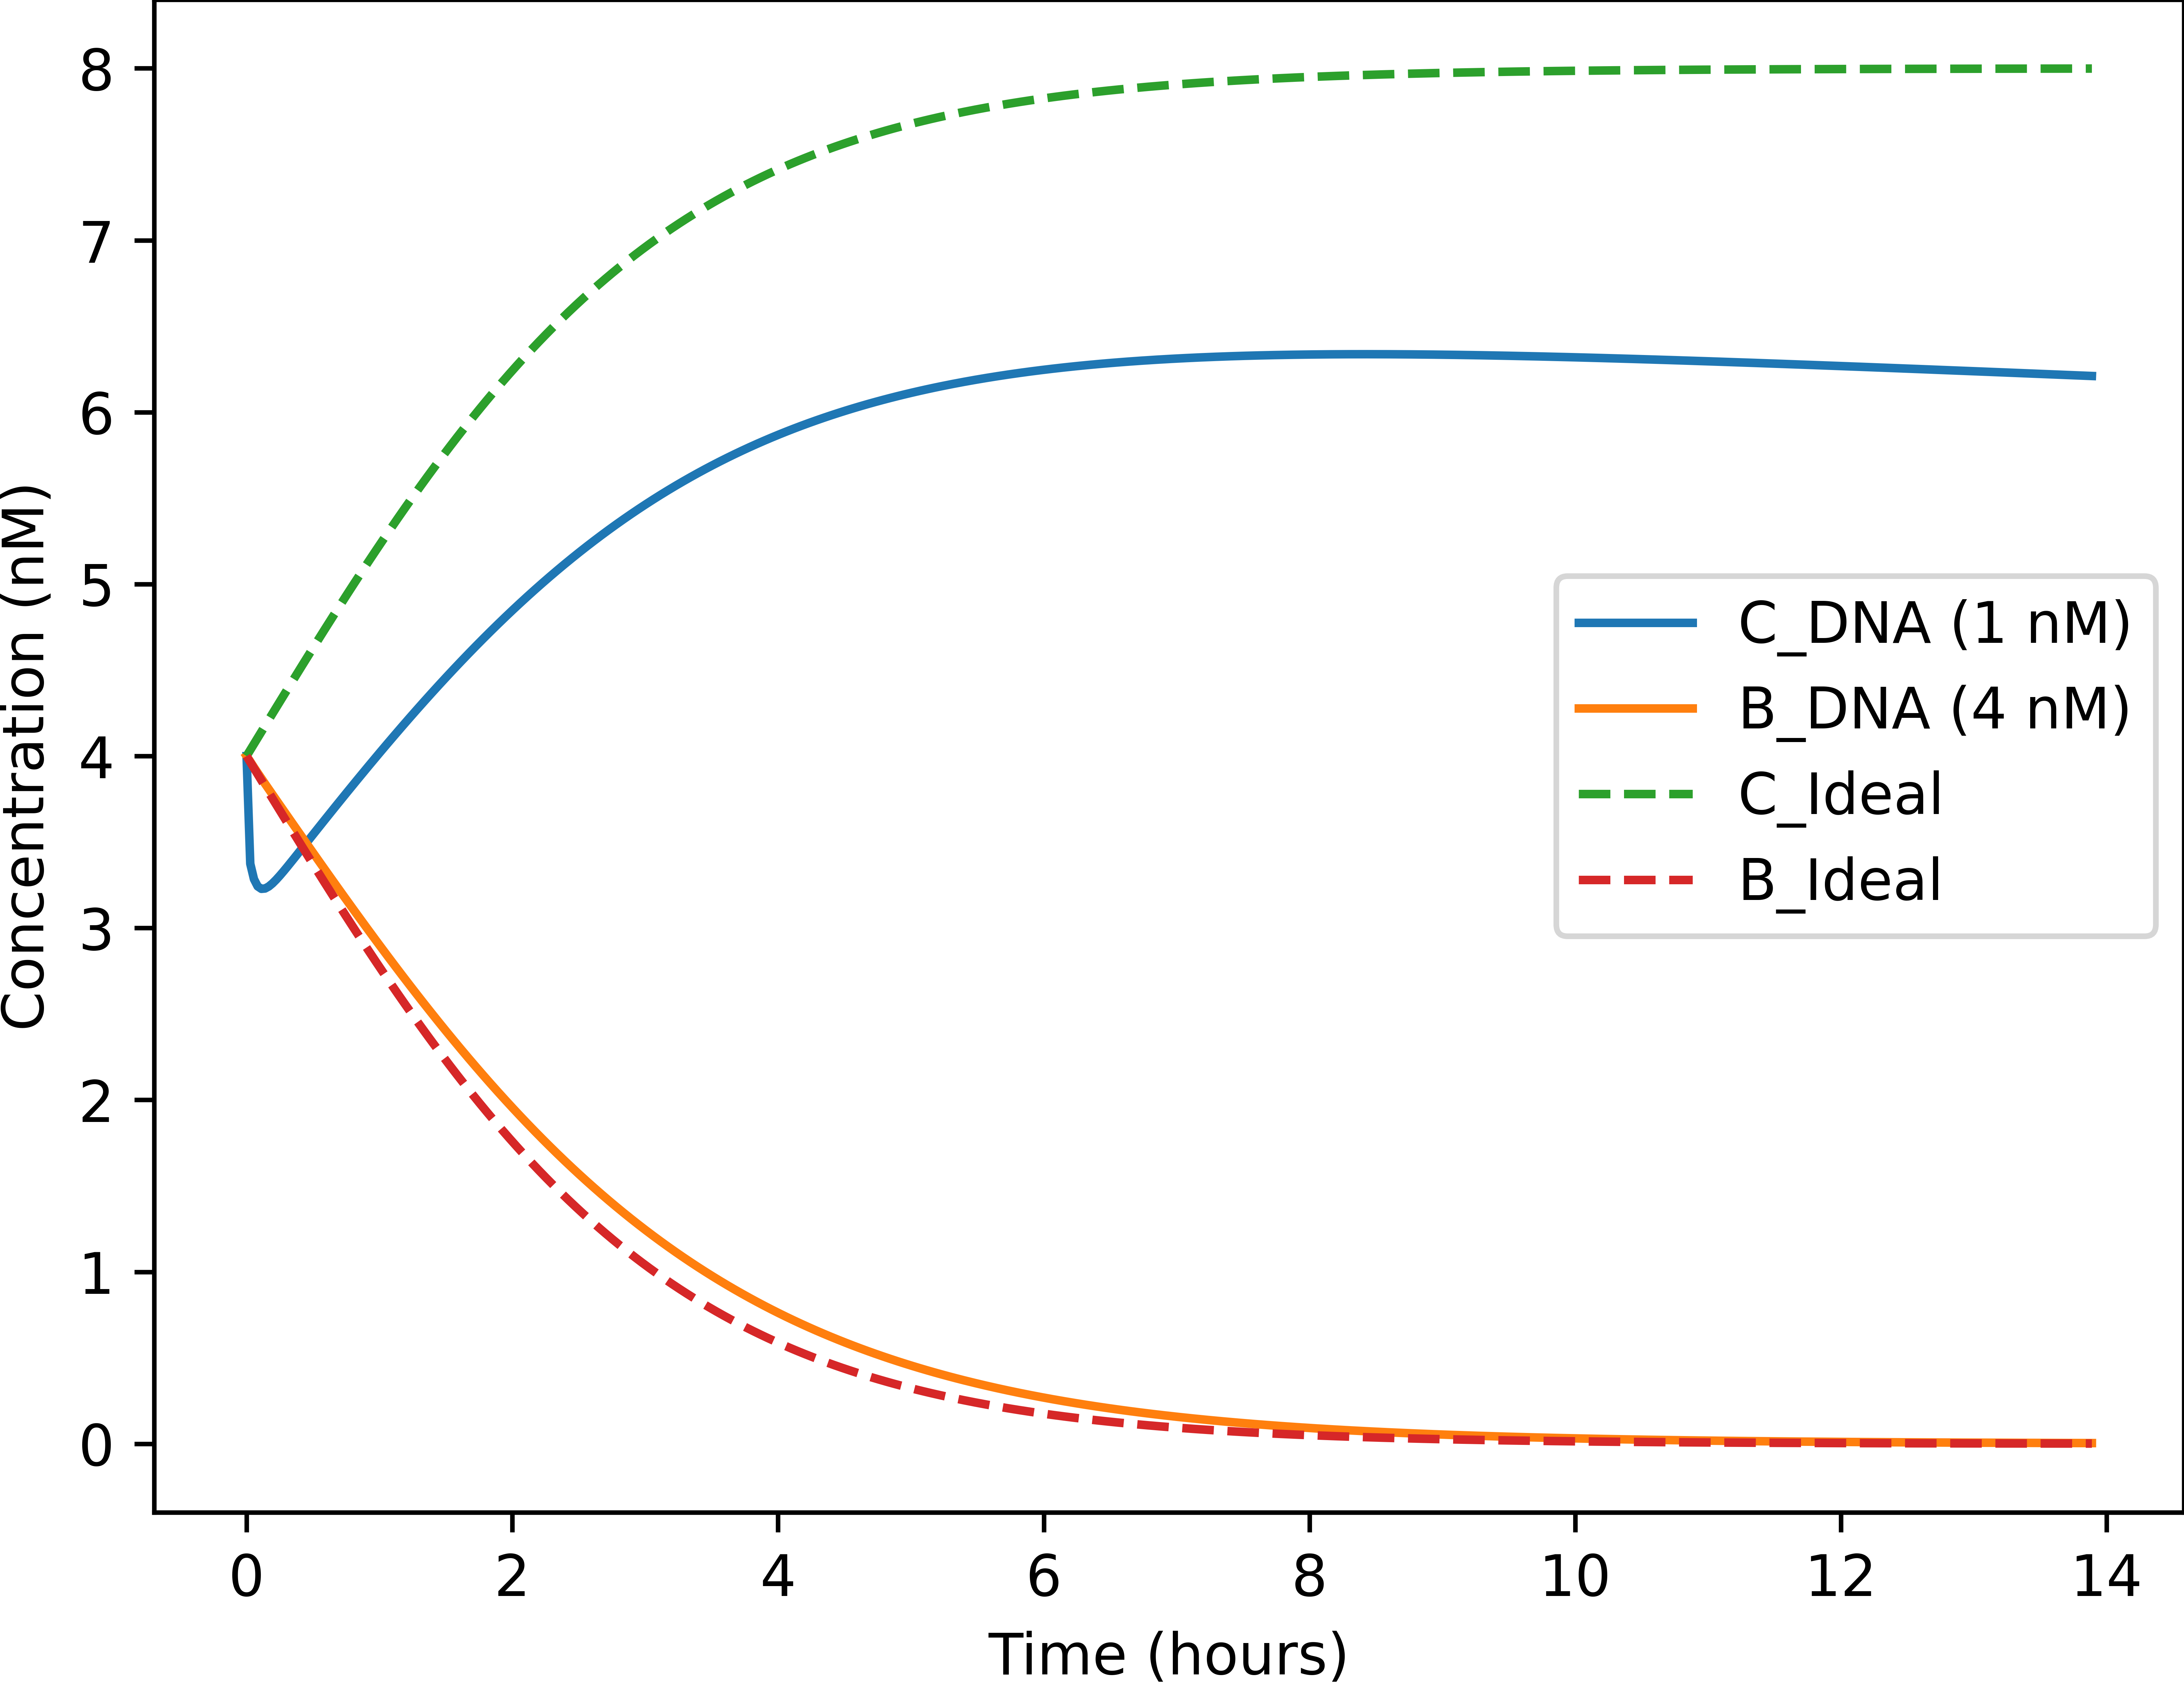 8
7
6
5
4
3
2
1
0
Concentration (nM)
C_DNA (1 nM)
B_DNA (4 nM)
C_Ideal
B_Ideal
0 2 4 6 8 10 12 14
Time (hours)